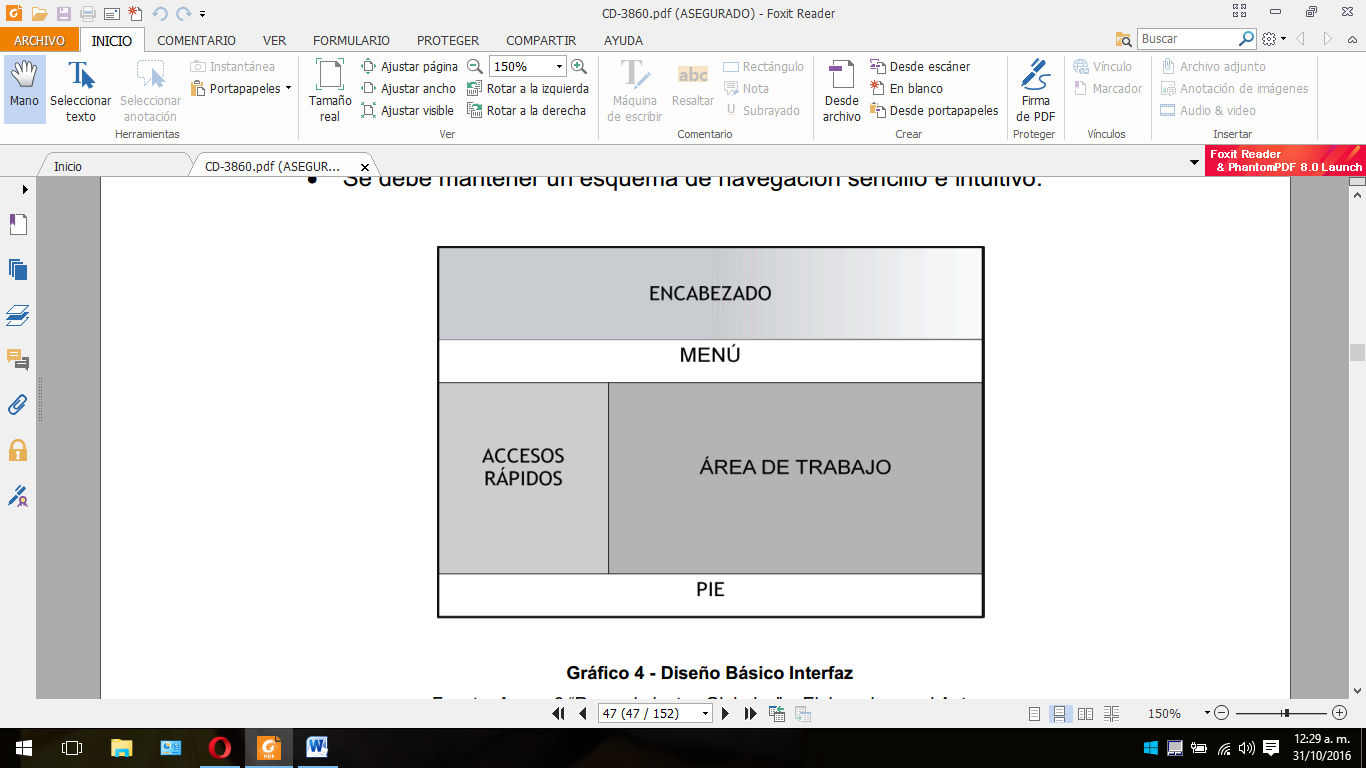 CD-3860.pdf (ASEGURADO) - Foxit Reader
ARCHIVO INICIO COMENTARIO VER FORMULARIO PROTEGER COMPARTIR AYUDA Buscar
Mano
Seleccionar texto
Seleccionar anotación
Instantánea
Portapapeles
Herramientas
Tamaño real
Ajustar página
Ajustar ancho
Ajustar visible
150%
Rotar a la izquierda
Rotar a la derecha
Ver
Máquina de escribir
abc
Resaltar
Rectángulo
Nota
U Subrayado
Comentario
Desde archivo
Desde escáner
En blanco
Desde portapapeles
Crear
Firma de PDF
Proteger
Vínculo
Marcador
Vínculos
Archivo adjunto
Anotación de imágenes
Audio & video
Insertar
Inicio
CD-3860.pdf (ASEGUR...
Foxit Reader
& PhantomPDF 8.0 Launch
• Se debe mantener un esquema de navegación sencillo e intuitivo.
ENCABEZADO
MENÚ
ACCESOS
RÁPIDOS
ÁREA DE TRABAJO
PIE
Gráfico 4 - Diseño Básico Interfaz
47 (47 / 152)
150%
12:29 a. m.
31/10/2016